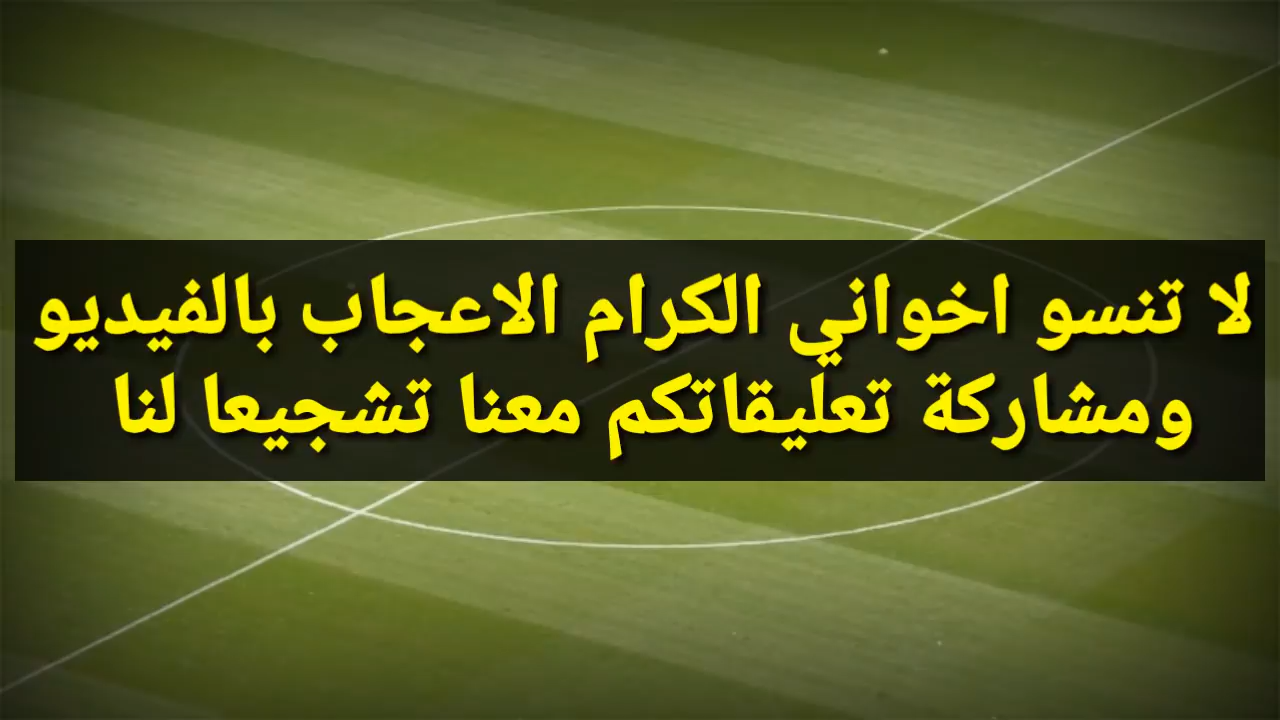 لا تنسو اخواني الكرام الاعجاب بالفيديو
ومشاركة تعليقاتكم معنا تشجيعا لنا